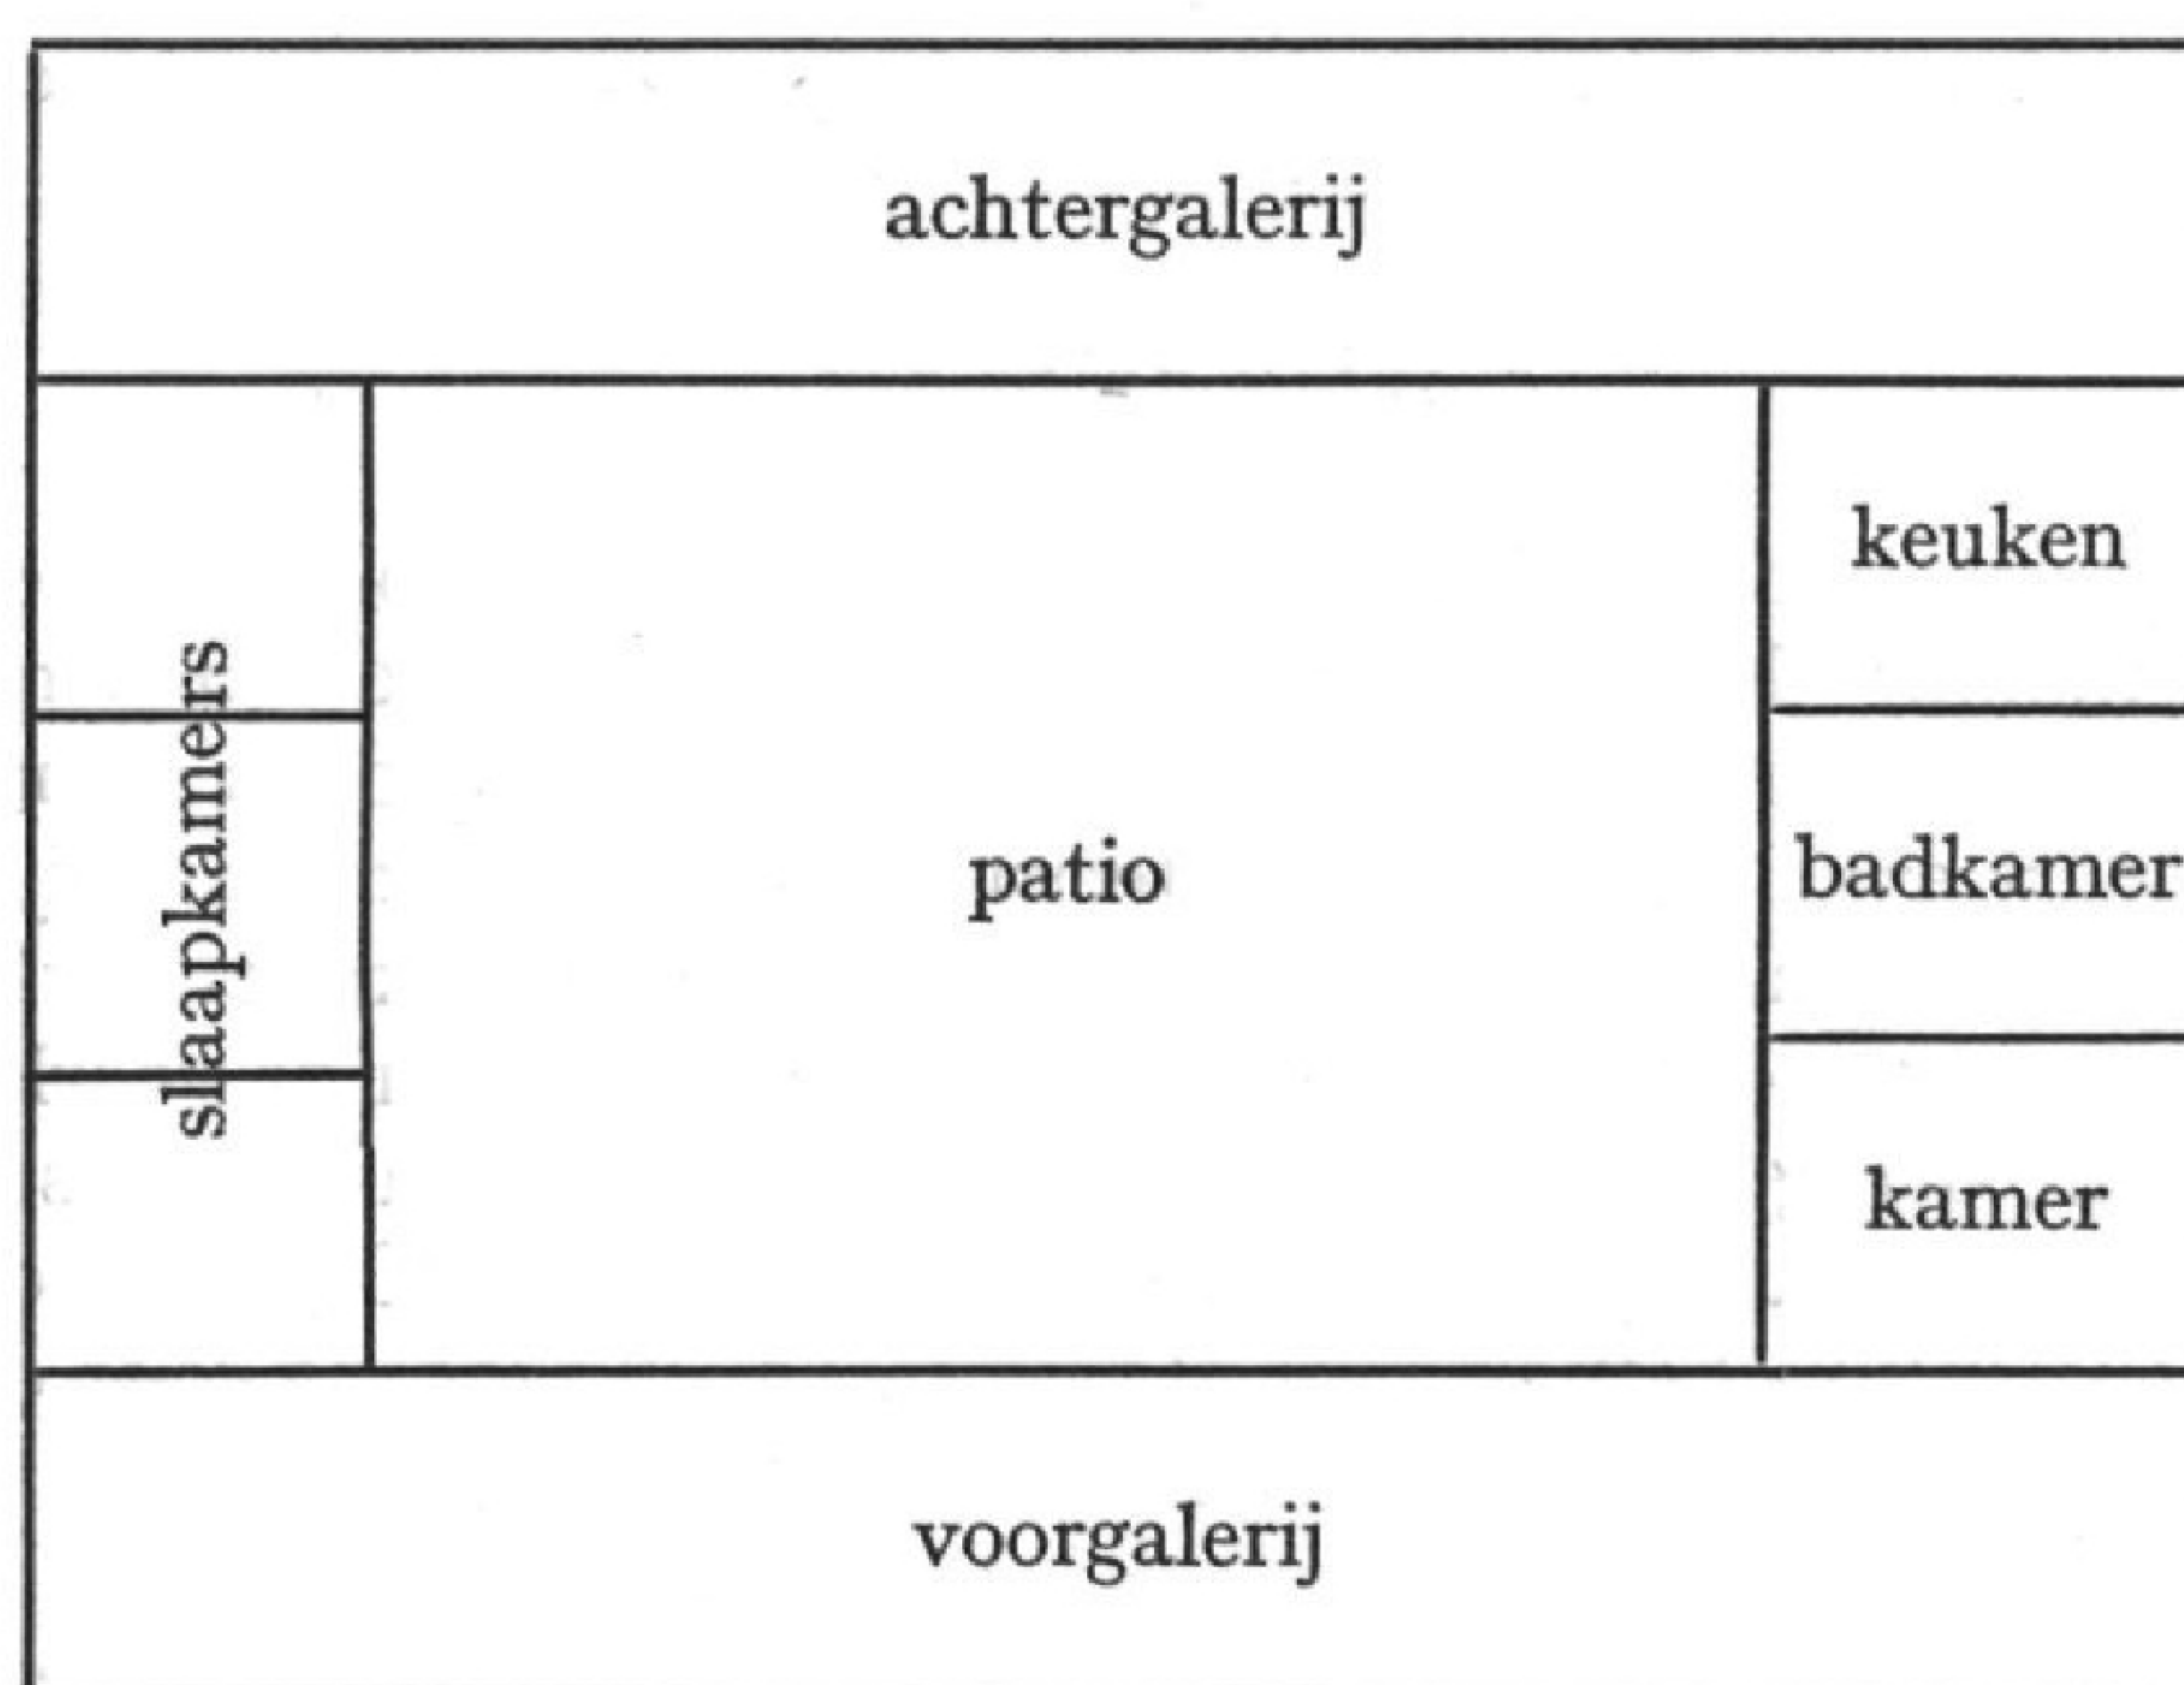 achtergalerij
keuken
slaapkamers
patio
badkamer
kamer
voorgalerij